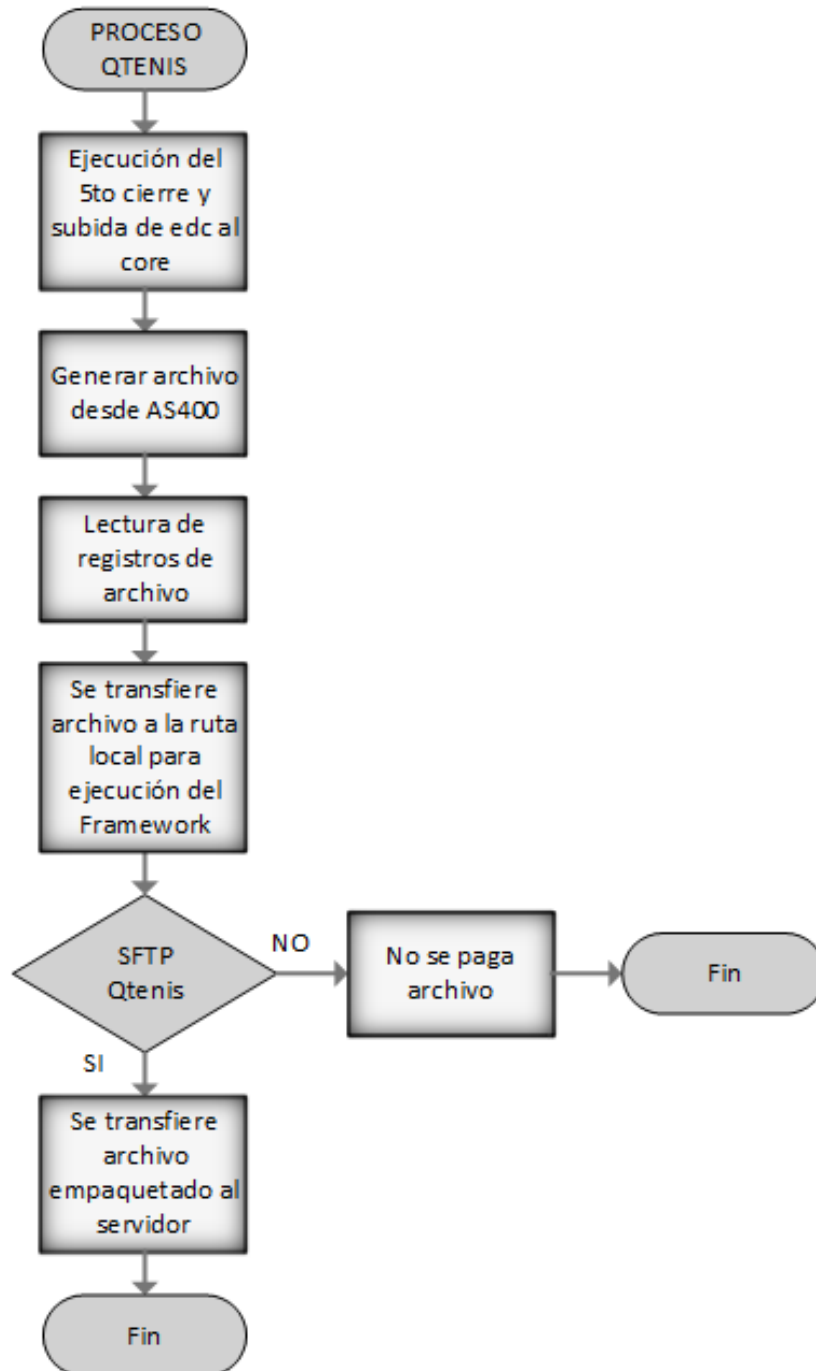 PROCESO
QTENIS
Ejecución del
5to cierre y
subida de edc al
core
Generar archivo
desde AS400
Lectura de
registros de
archivo
Se transfiere
archivo a la ruta
local para
ejecución del
Framework
SFTP
Qtenis
NO
No se paga
archivo
Fin
SI
Se transfiere
archivo
empaquetado al
servidor
Fin